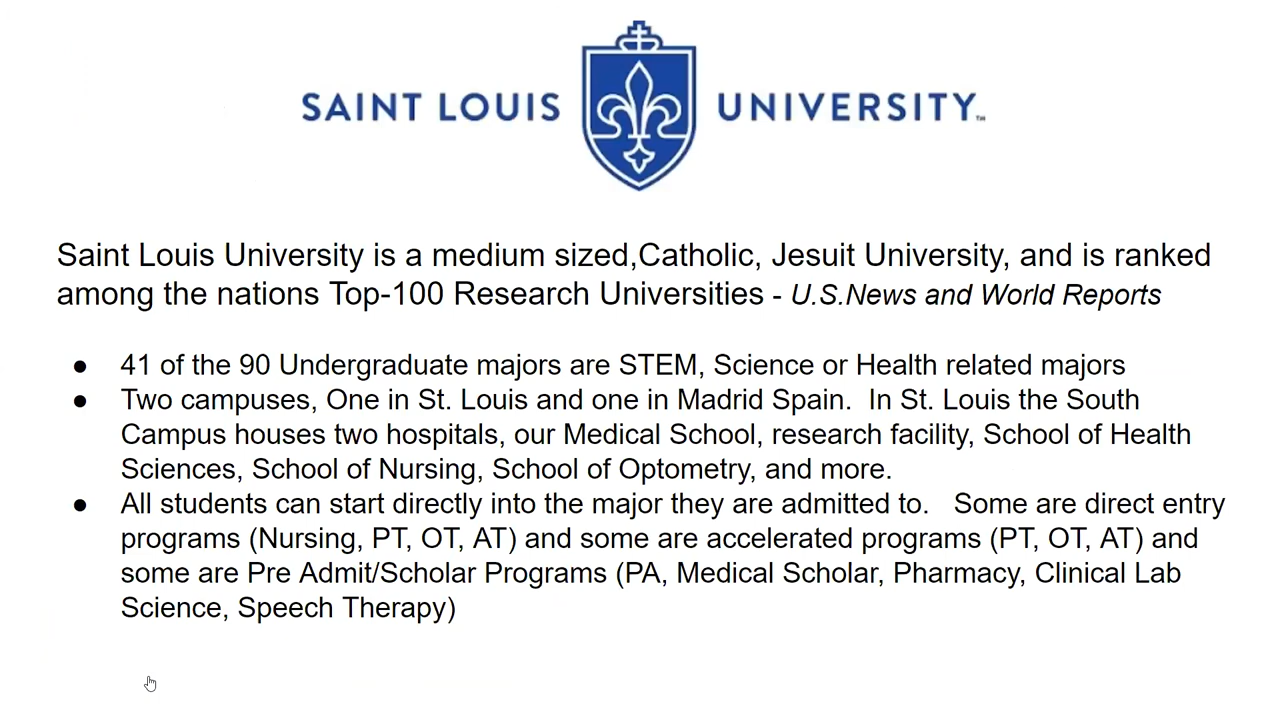 SAINT LOUIS UNIVERSITY™
Saint Louis University is a medium sized,Catholic, Jesuit University, and is ranked
among the nations Top-100 Research Universities - U.S.News and World Reports
● 41 of the 90 Undergraduate majors are STEM, Science or Health related majors
● Two campuses, One in St. Louis and one in Madrid Spain.  In St. Louis the South
Campus houses two hospitals, our Medical School, research facility, School of Health
Sciences, School of Nursing, School of Optometry, and more.
● All students can start directly into the major they are admitted to.   Some are direct entry
programs (Nursing, PT, OT, AT) and some are accelerated programs (PT, OT, AT) and
some are Pre Admit/Scholar Programs (PA, Medical Scholar, Pharmacy, Clinical Lab
Science, Speech Therapy)